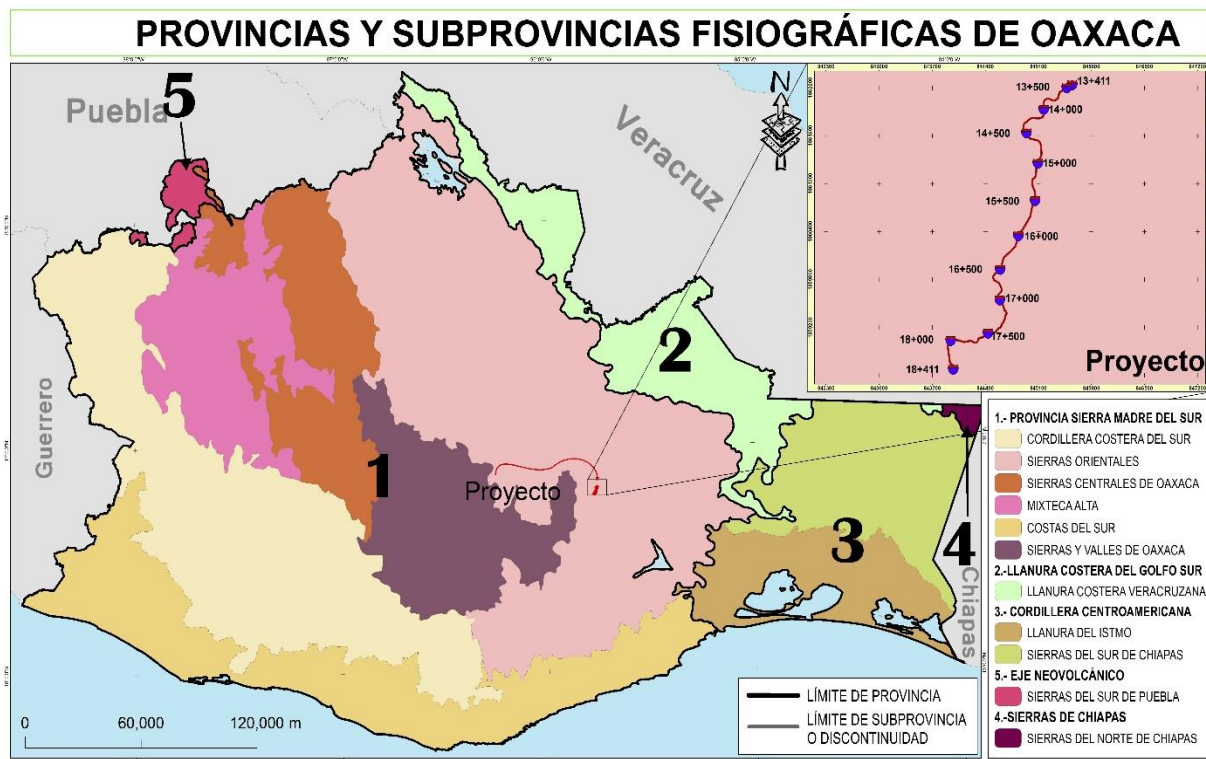 PROVINCIAS Y SUBPROVINCIAS FISIOGRÁFICAS DE OAXACA
Puebla
5
Veracruz
N
Guerrero
1
2
3
4
Chiapas
Proyecto
13+411
13+500
14+000
14+500
15+000
15+500
16+000
16+500
17+000
17+500
18+000
18+411
Proyecto
1.- PROVINCIA SIERRA MADRE DEL SUR
CORDILLERA COSTERA DEL SUR
SIERRAS ORIENTALES
SIERRAS CENTRALES DE OAXACA
MIXTECA ALTA
COSTAS DEL SUR
SIERRAS Y VALLES DE OAXACA
2.-LLANURA COSTERA DEL GOLFO SUR
LLANURA COSTERA VERACRUZANA
3.- CORDILLERA CENTROAMERICANA
LLANURA DEL ISTMO
SIERRAS DEL SUR DE CHIAPAS
5.- EJE NEOVOLCÁNICO
SIERRAS DEL SUR DE PUEBLA
4.-SIERRAS DE CHIAPAS
SIERRAS DEL NORTE DE CHIAPAS
LÍMITE DE PROVINCIA
LÍMITE DE SUBPROVINCIA
O DISCONTINUIDAD
0 60,000 120,000 m